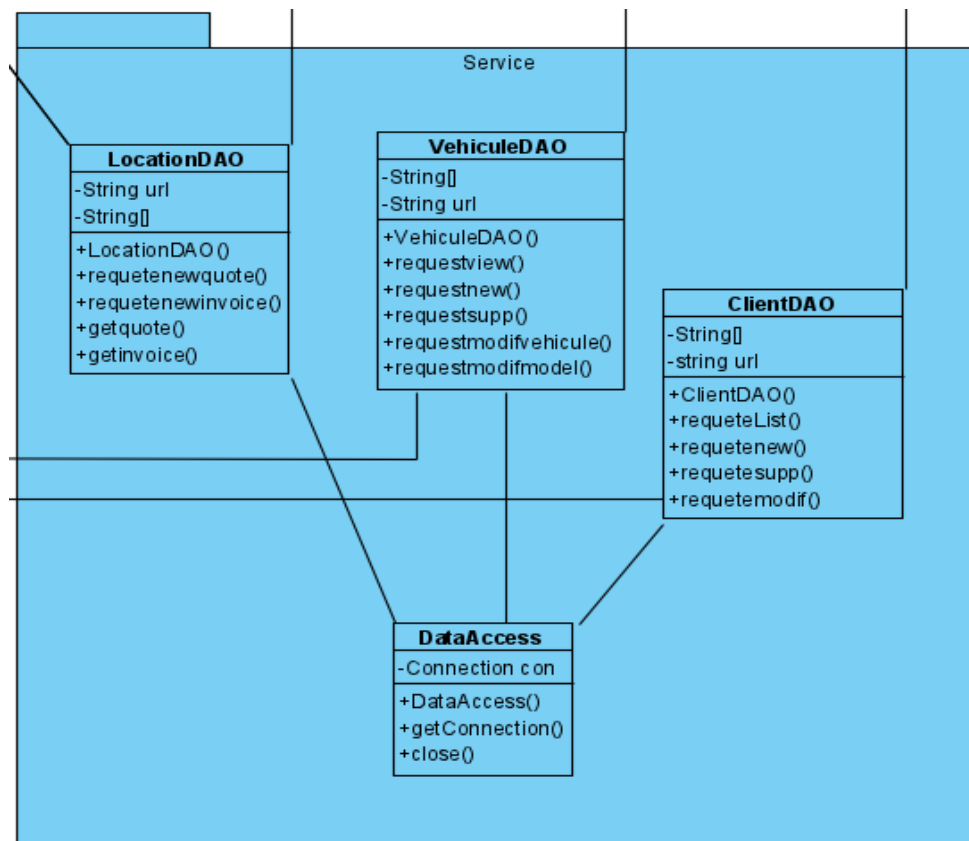 Service
LocationDAO
-String url
-String[]
+LocationDAO()
+requetenewquote()
+requetenewinvoice()
+getquote()
+getinvoice()
VehiculeDAO
-String[]
-String url
+VehiculeDAO()
+requestview()
+requestnew()
+requestsupp()
+requestmodifvehicule()
+requestmodifmodel()
ClientDAO
-String[]
-string url
+ClientDAO()
+requeteList()
+requetenew()
+requetesupp()
+requetemodif()
DataAccess
-Connection con
+DataAccess()
+getConnection()
+close()